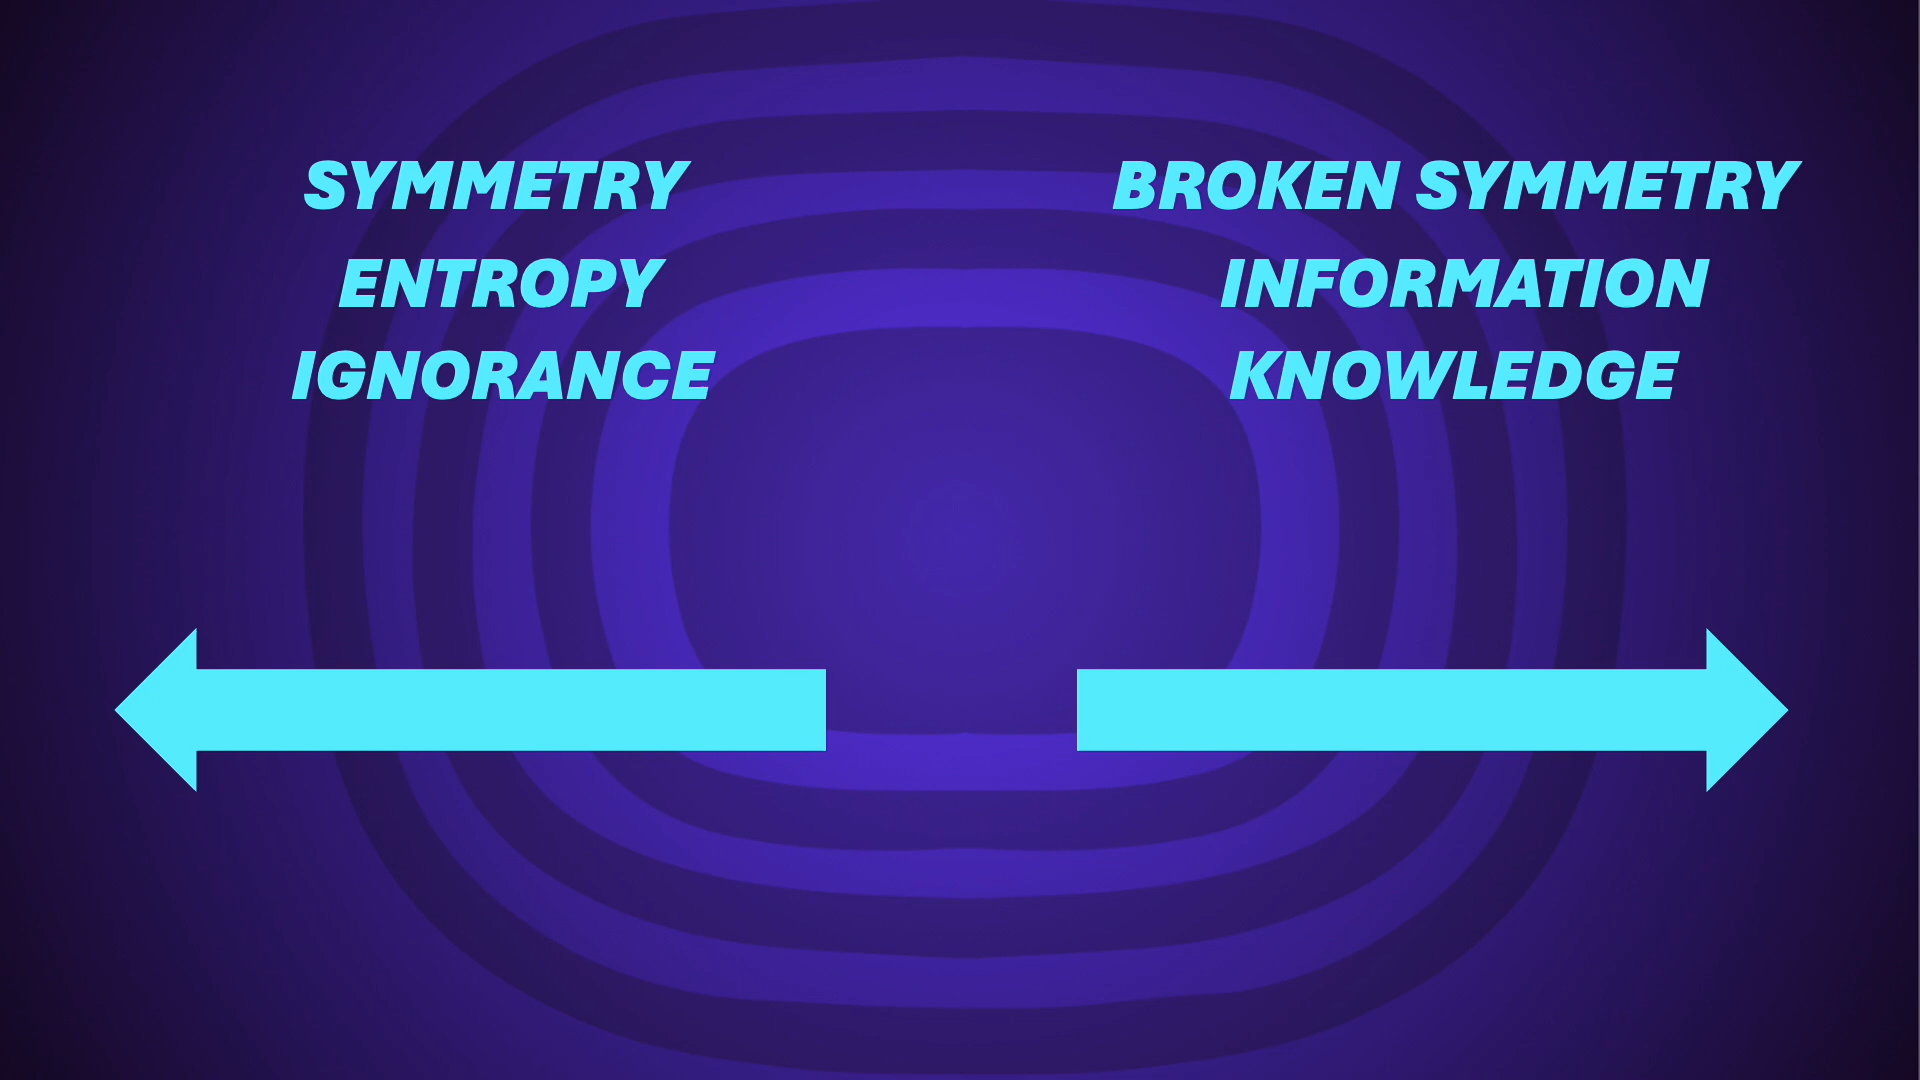 SYMMETRY
ENTROPY
IGNORANCE
BROKEN SYMMETRY
INFORMATION
KNOWLEDGE